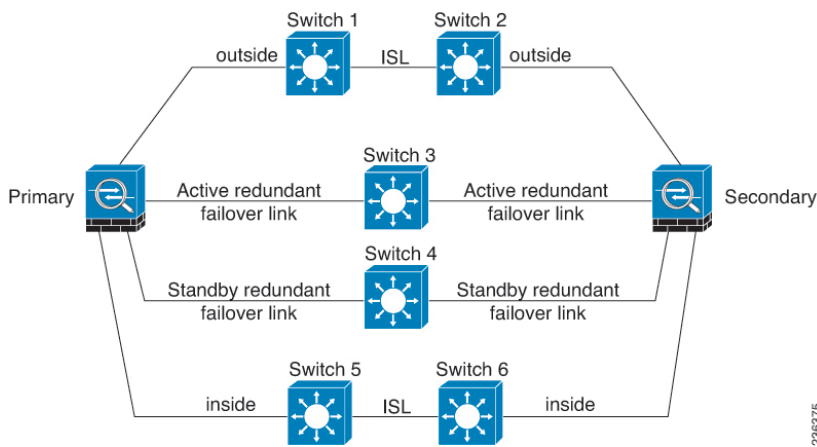 Switch 1
Switch 2
outside
ISL
outside
Switch 3
Primary
Active redundant
failover link
Active redundant
failover link
Secondary
Switch 4
Standby redundant
failover link
Standby redundant
failover link
Switch 5
Switch 6
inside
ISL
inside
236375